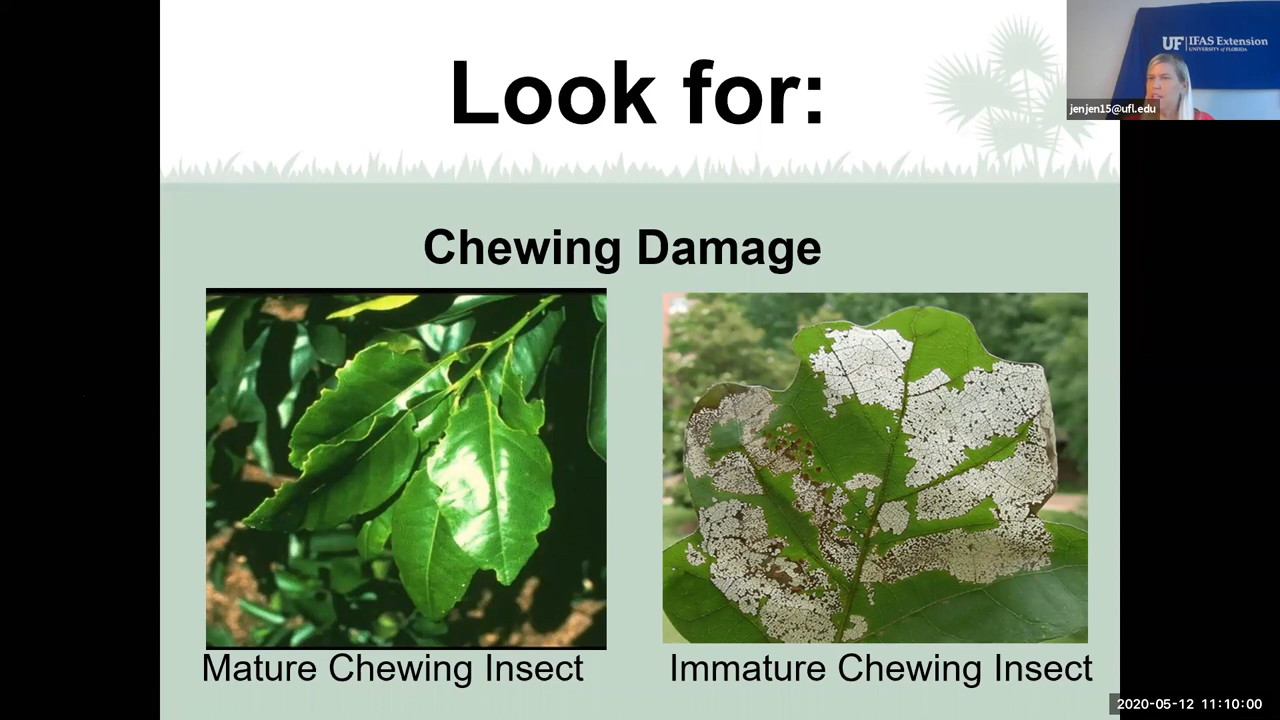 Look for:
UF IFAS Extension
UNIVERSITY of FLORIDA
jenjen15@ufl.edu
Chewing Damage
Mature Chewing Insect
Immature Chewing Insect
2020-05-12 11:10:00